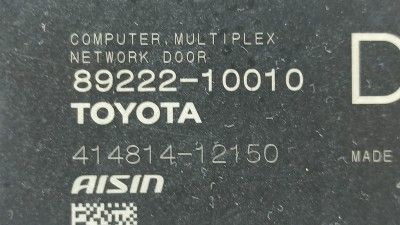 COMPUTER, MULTIPLEX
NETWORK DOOR
89222-10010
D
TOYOTA
414814-12150
MADE
AISIN